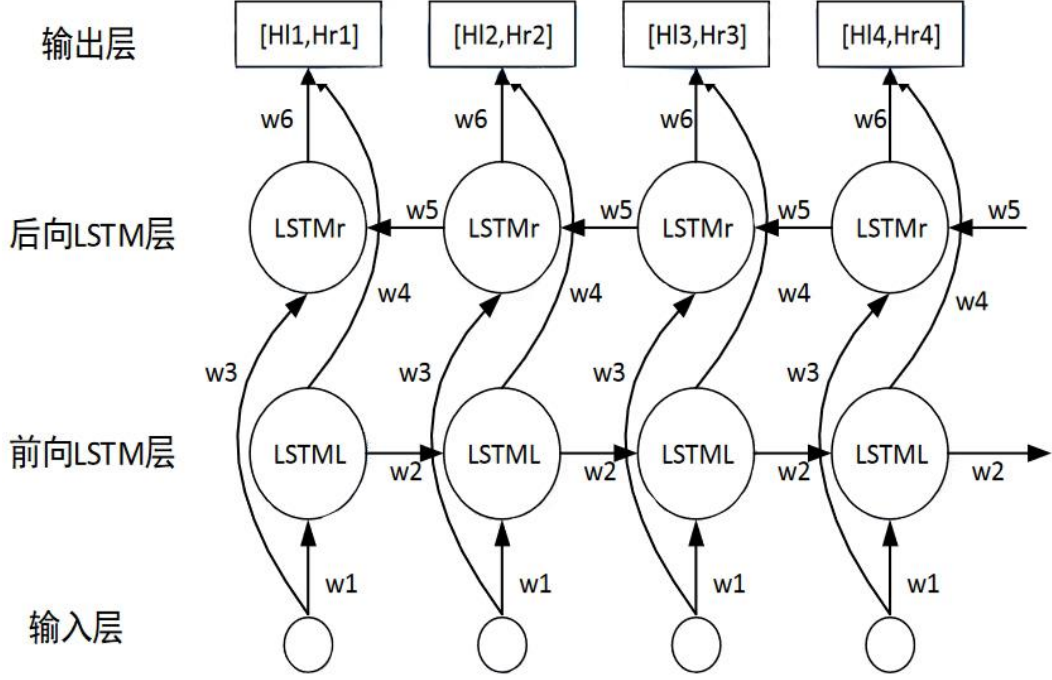 输出层 [Hl1,Hr1] [Hl2,Hr2] [Hl3,Hr3] [Hl4,Hr4]
w6 w6 w6 w6
w5 w5 w5 w5
后向LSTM层 LSTMr LSTMr LSTMr LSTMr
w4 w4 w4 w4
w3 w3 w3 w3
前向LSTM层 LSTML LSTML LSTML LSTML
w2 w2 w2 w2
w1 w1 w1 w1
输入层